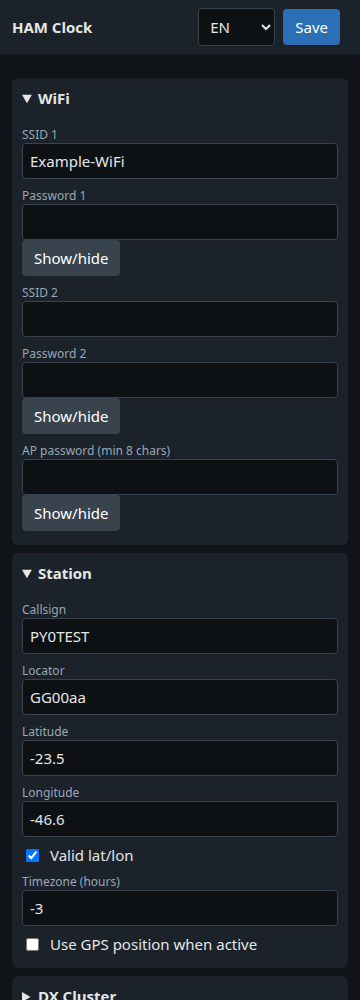 HAM Clock
EN
Save
WiFi
SSID 1
Example-WiFi
Password 1
Show/hide
SSID 2
Password 2
Show/hide
AP password (min 8 chars)
Show/hide
Station
Callsign
PY0TEST
Locator
GG00aa
Latitude
-23.5
Longitude
-46.6
Valid lat/lon
Timezone (hours)
-3
Use GPS position when active
DX Cluster